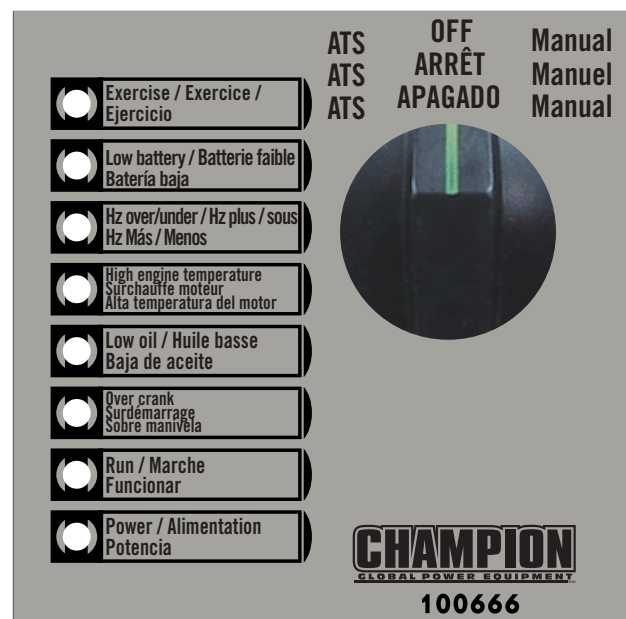 ATS OFF Manual
ATS ARRÊT Manuel
ATS APAGADO Manual
Exercise / Exercice /
Ejercicio
Low battery / Batterie faible
Batería baja
Hz over/under / Hz plus / sous
Hz Más / Menos
High engine temperature
Surchauffe moteur
Alta temperatura del motor
Low oil / Huile basse
Baja de aceite
Over crank
Surdémarrage
Sobre manivela
Run / Marche
Funcionar
Power / Alimentation
Potencia
CHAMPION
GLOBAL POWER EQUIPMENT
100666